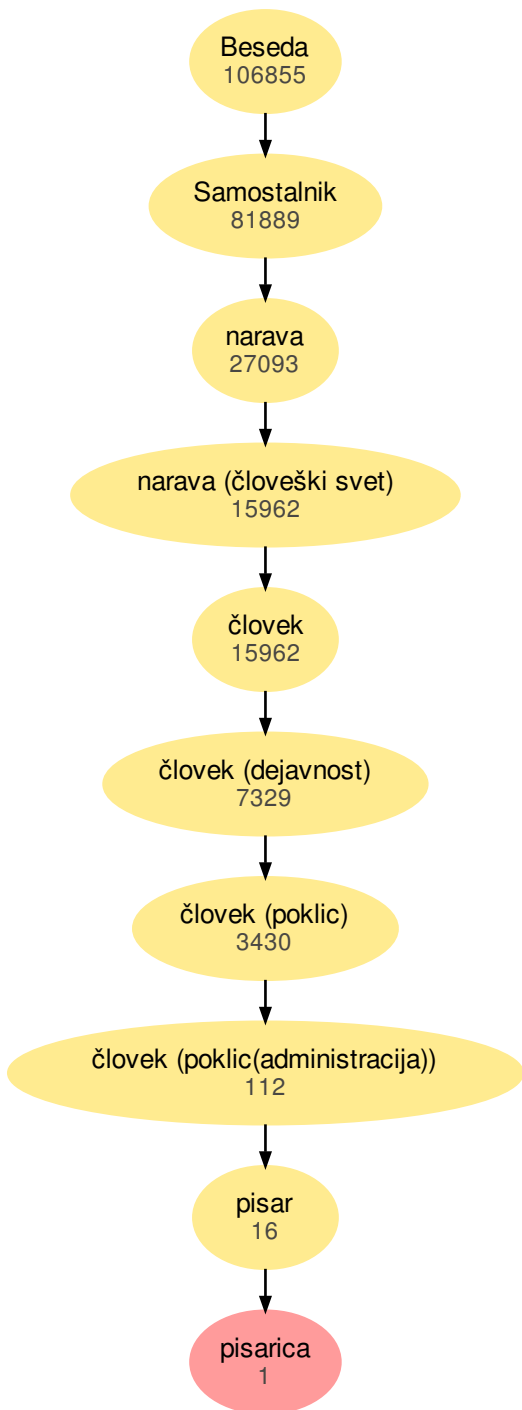 Beseda
106855
Samostalnik
81889
narava
27093
narava (človeški svet)
15962
človek
15962
človek (dejavnost)
7329
človek (poklic)
3430
človek (poklic(administracija))
112
pisar
16
pisarica
1